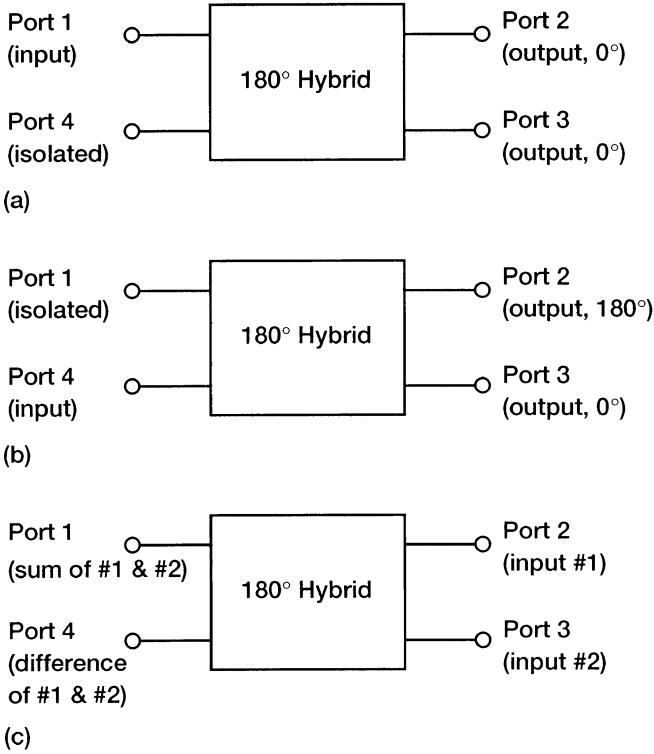 Port 1
(input)
180° Hybrid
Port 2
(output, 0°)
Port 4
(isolated)
Port 3
(output, 0°)
(a)
Port 1
(isolated)
180° Hybrid
Port 2
(output, 180°)
Port 4
(input)
Port 3
(output, 0°)
(b)
Port 1
(sum of #1 & #2)
180° Hybrid
Port 2
(input #1)
Port 4
(difference
of #1 & #2)
Port 3
(input #2)
(c)